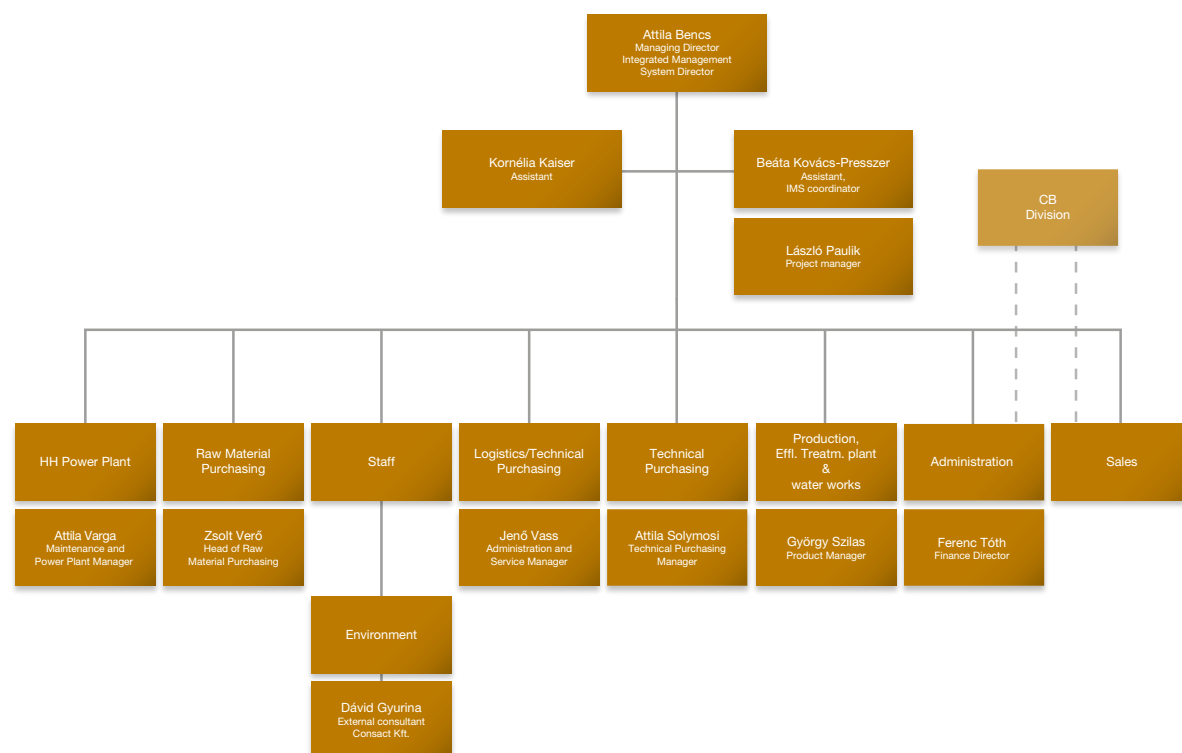 Attila Bencs
Managing Director
Integrated Management
System Director
Kornélia Kaiser
Assistant
Beáta Kovács-Presszer
Assistant,
IMS coordinator
CB
Division
László Paulik
Project manager
HH Power Plant
Raw Material
Purchasing
Staff
Logistics/Technical
Purchasing
Technical
Purchasing
Production,
Effl. Treatm. plant
&
water works
Administration
Sales
Attila Varga
Maintenance and
Power Plant Manager
Zsolt Verő
Head of Raw
Material Purchasing
Jenő Vass
Administration and
Service Manager
Attila Solymosi
Technical Purchasing
Manager
György Szilas
Product Manager
Ferenc Tóth
Finance Director
Environment
Dávid Gyurina
External consultant
Consact Kft.